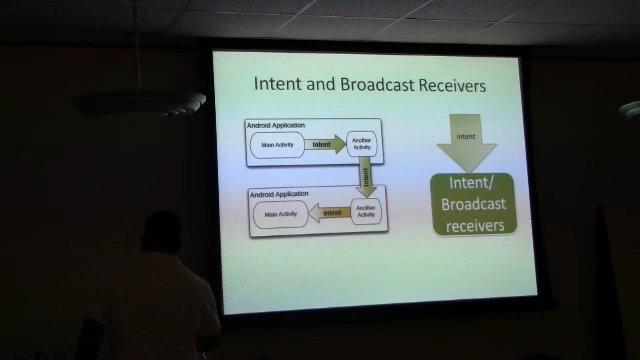 Intent and Broadcast Receivers
Android Application
Main Activity
Intent
Another
Activity
Intent
Android Application
Main Activity
Intent
Another
Activity
intent
Intent/
Broadcast
receivers